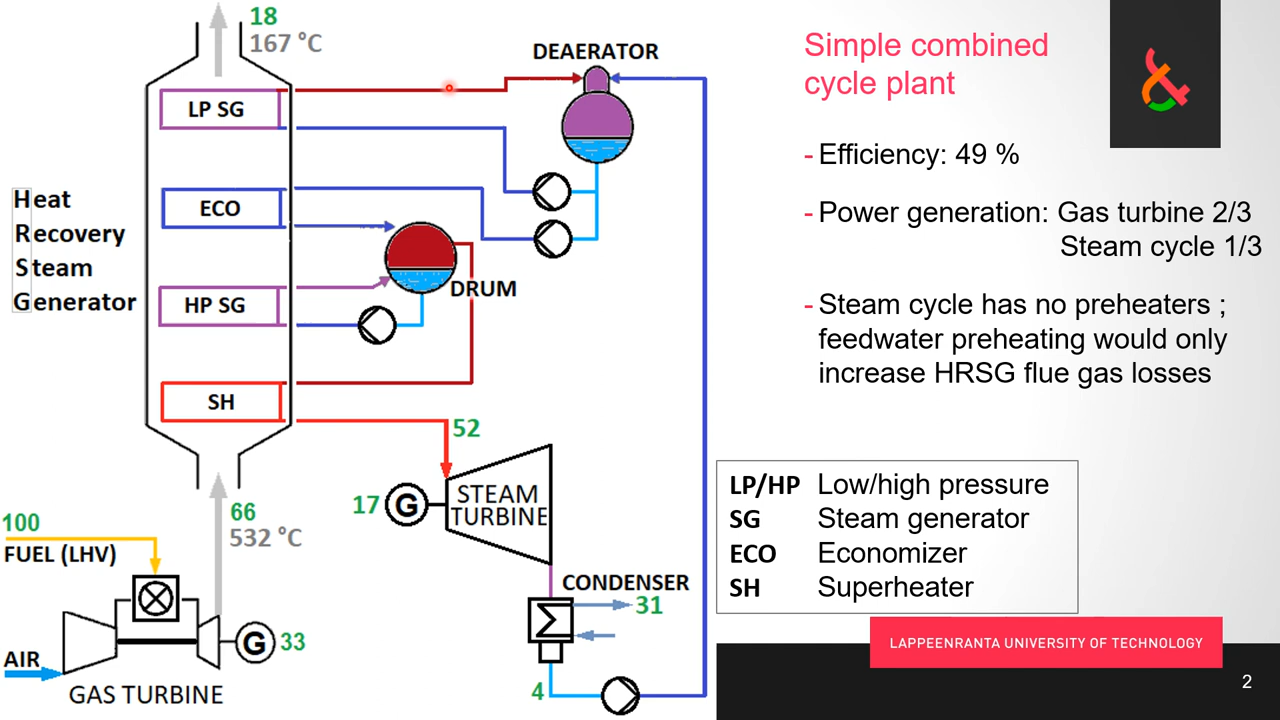 18
167 °C
LP SG
ECO
HP SG
SH
Heat
Recovery
Steam
Generator
DEAERATOR
DRUM
52
17
G
STEAM
TURBINE
CONDENSER
31
4
66
532 °C
100
FUEL (LHV)
G
33
AIR
GAS TURBINE
Simple combined
cycle plant
- Efficiency: 49 %
- Power generation: Gas turbine 2/3
Steam cycle 1/3
- Steam cycle has no preheaters ;
feedwater preheating would only
increase HRSG flue gas losses
LP/HP Low/high pressure
SG Steam generator
ECO Economizer
SH Superheater
LAPPEENRANTA UNIVERSITY OF TECHNOLOGY
2